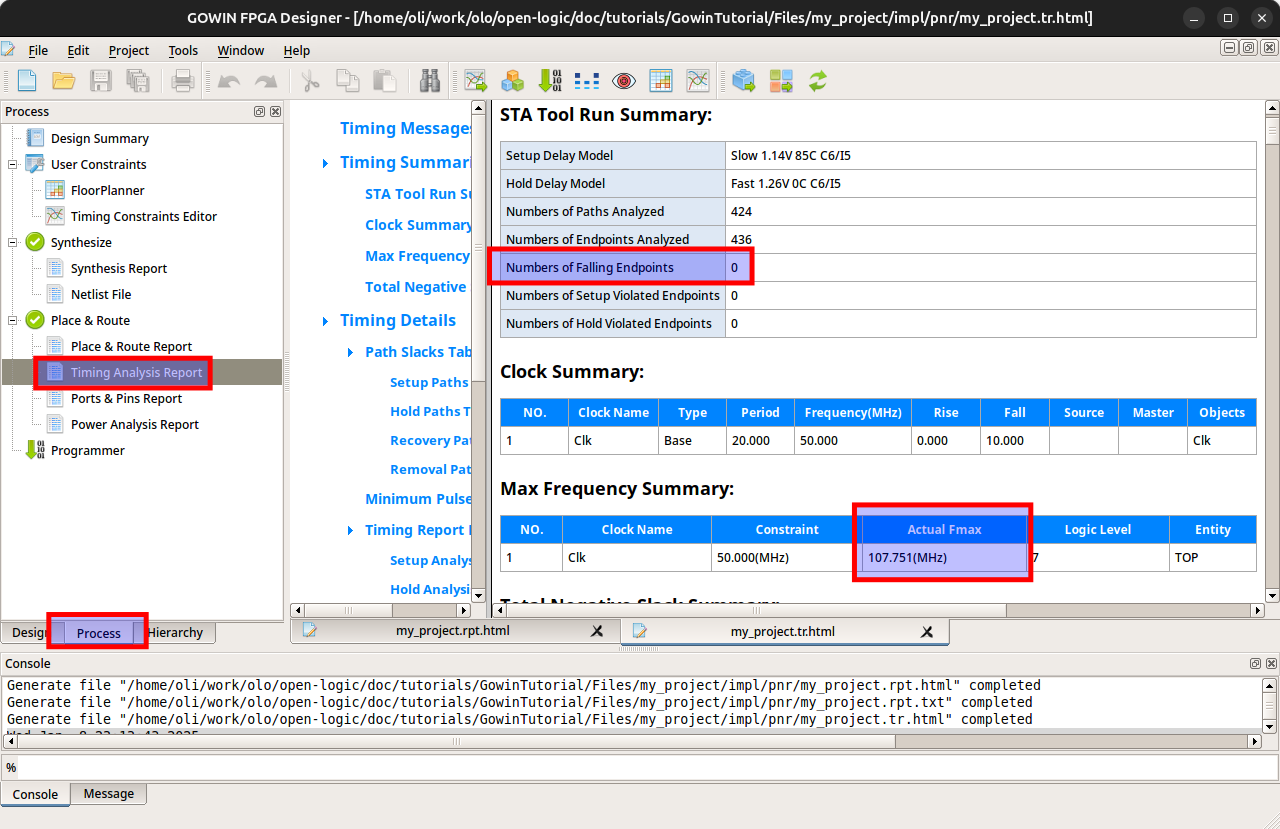 GOWIN FPGA Designer - [/home/oli/work/olo/open-logic/doc/tutorials/GowinTutorial/Files/my_project/impl/pnr/my_project.tr.html]
File Edit Project Tools Window Help
Process
Design Summary
User Constraints
FloorPlanner
Timing Constraints Editor
Synthesize
Synthesis Report
Netlist File
Place & Route
Place & Route Report
Timing Analysis Report
Ports & Pins Report
Power Analysis Report
Programmer
Desig Process Hierarchy
Timing Messages
Timing Summari
STA Tool Run Su
Clock Summary
Max Frequency
Total Negative
Timing Details
Path Slacks Tab
Setup Paths
Hold Paths T
Recovery Pat
Removal Pat
Minimum Pulse
Timing Report
Setup Analys
Hold Analysi
STA Tool Run Summary:
Setup Delay Model Slow 1.14V 85C C6/I5
Hold Delay Model Fast 1.26V 0C C6/I5
Numbers of Paths Analyzed 424
Numbers of Endpoints Analyzed 436
Numbers of Falling Endpoints 0
Numbers of Setup Violated Endpoints 0
Numbers of Hold Violated Endpoints 0
Clock Summary:
NO. Clock Name Type Period Frequency(MHz) Rise Fall Source Master Objects
1 Clk Base 20.000 50.000 0.000 10.000 Clk
Max Frequency Summary:
NO. Clock Name Constraint Actual Fmax Logic Level Entity
1 Clk 50.000(MHz) 107.751(MHz) 7 TOP
Total Negative Slack Summary:
my_project.rpt.html my_project.tr.html
Console
Generate file "/home/oli/work/olo/open-logic/doc/tutorials/GowinTutorial/Files/my_project/impl/pnr/my_project.rpt.html" completed
Generate file "/home/oli/work/olo/open-logic/doc/tutorials/GowinTutorial/Files/my_project/impl/pnr/my_project.rpt.txt" completed
Generate file "/home/oli/work/olo/open-logic/doc/tutorials/GowinTutorial/Files/my_project/impl/pnr/my_project.tr.html" completed
%
Console Message